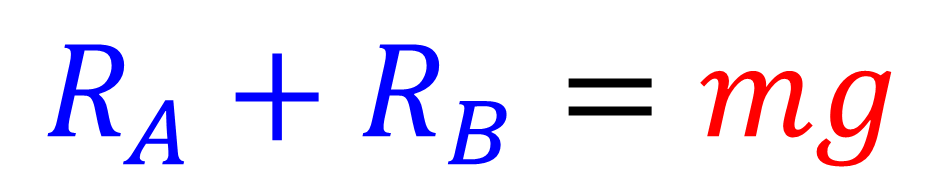 R_A + R_B = mg